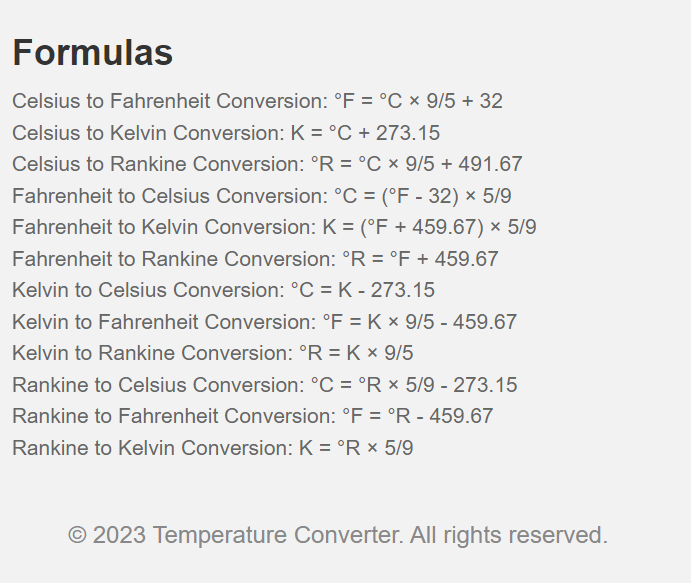 Formulas
Celsius to Fahrenheit Conversion: °F = °C × 9/5 + 32
Celsius to Kelvin Conversion: K = °C + 273.15
Celsius to Rankine Conversion: °R = °C × 9/5 + 491.67
Fahrenheit to Celsius Conversion: °C = (°F - 32) × 5/9
Fahrenheit to Kelvin Conversion: K = (°F + 459.67) × 5/9
Fahrenheit to Rankine Conversion: °R = °F + 459.67
Kelvin to Celsius Conversion: °C = K - 273.15
Kelvin to Fahrenheit Conversion: °F = K × 9/5 - 459.67
Kelvin to Rankine Conversion: °R = K × 9/5
Rankine to Celsius Conversion: °C = °R × 5/9 - 273.15
Rankine to Fahrenheit Conversion: °F = °R - 459.67
Rankine to Kelvin Conversion: K = °R × 5/9
© 2023 Temperature Converter. All rights reserved.